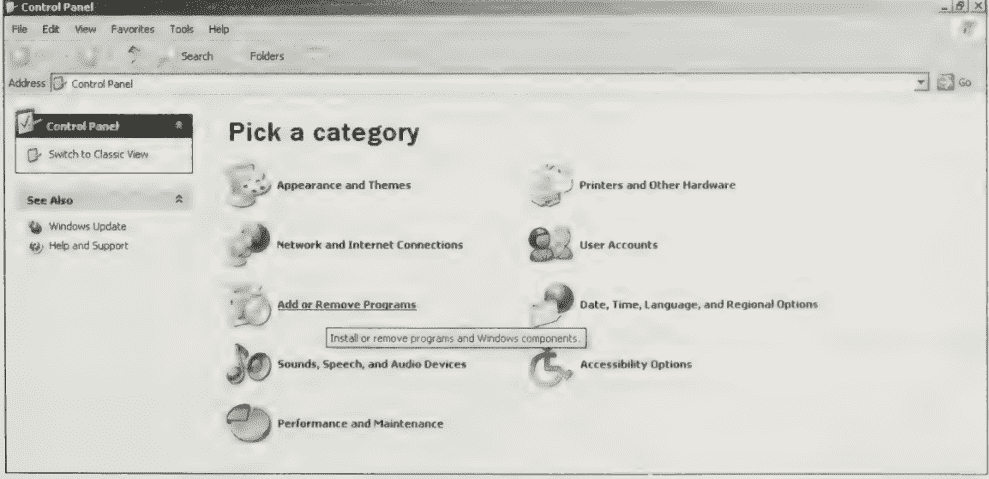 Control Panel
File Edit View Favorites Tools Help
Search Folders
Address Control Panel Go
Control Panel
Switch to Classic View
See Also
Windows Update
Help and Support
Pick a category
Appearance and Themes
Printers and Other Hardware
Network and Internet Connections
User Accounts
Add or Remove Programs
Date, Time, Language, and Regional Options
Install or remove programs and Windows components.
Sounds, Speech, and Audio Devices
Accessibility Options
Performance and Maintenance